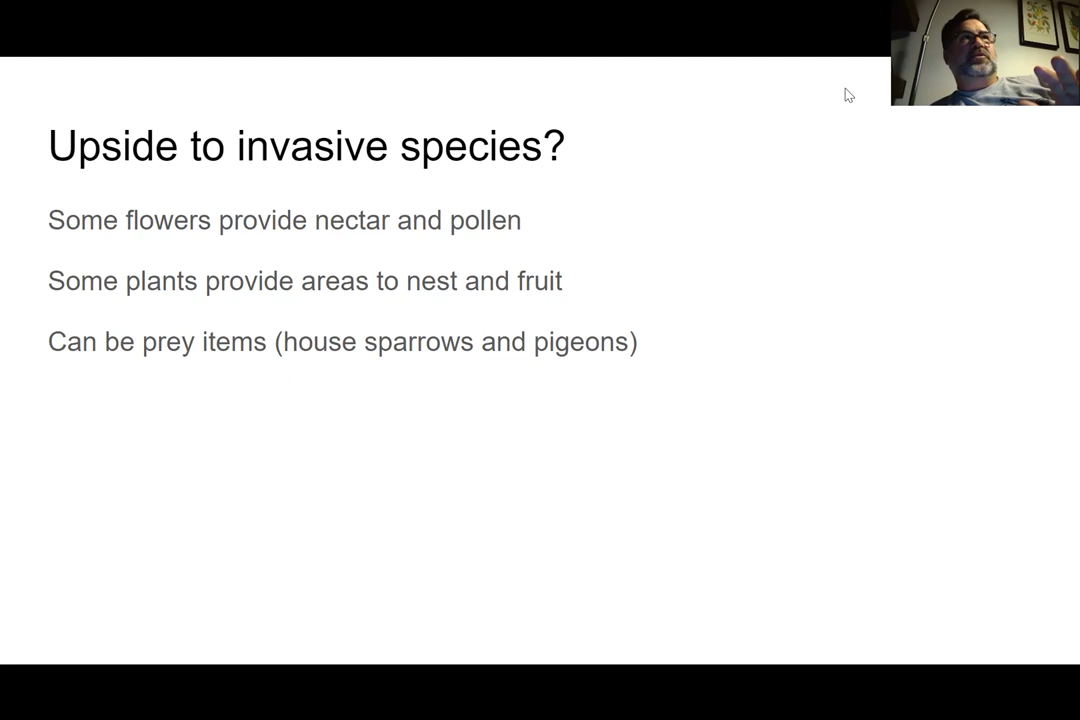 Upside to invasive species?
Some flowers provide nectar and pollen
Some plants provide areas to nest and fruit
Can be prey items (house sparrows and pigeons)